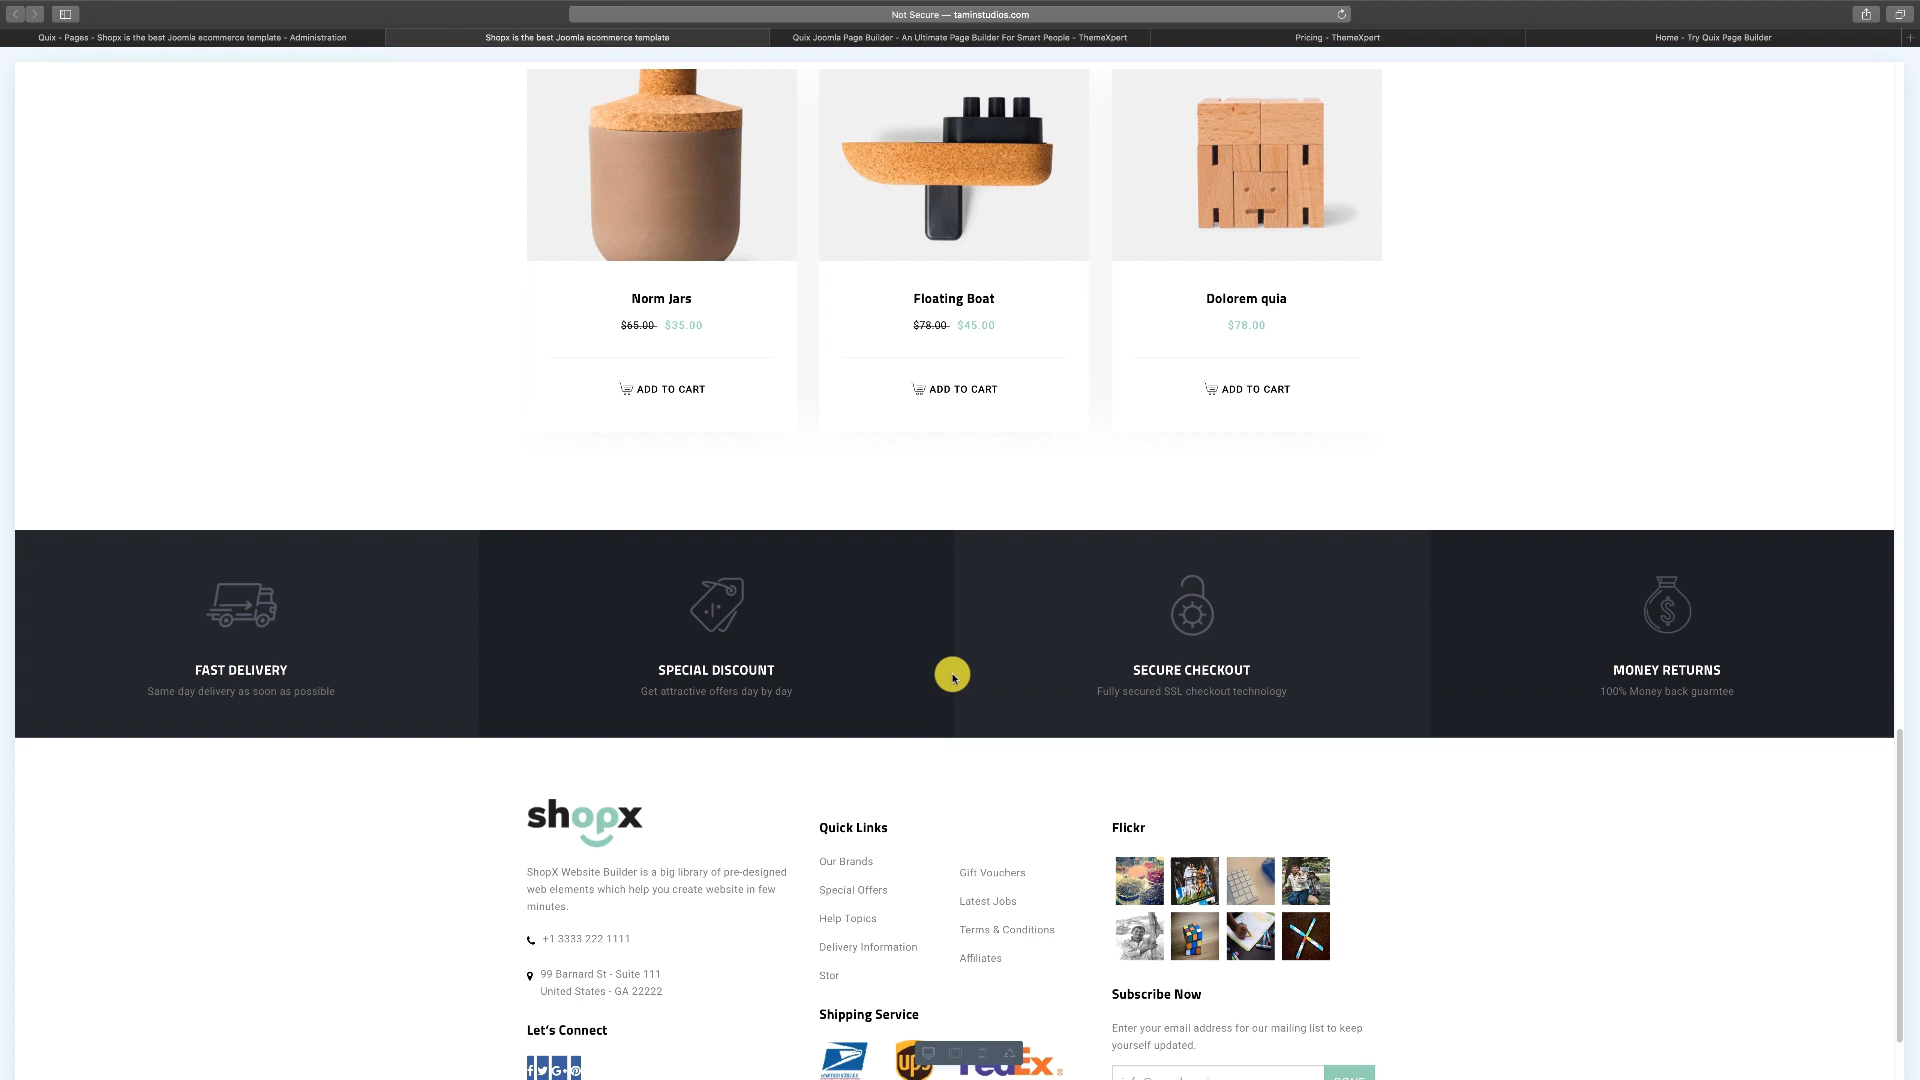 Not Secure — taminstudios.com
Quix - Pages - Shopx is the best Joomla ecommerce template - Administration
Shopx is the best Joomla ecommerce template
Quix Joomla Page Builder - An Ultimate Page Builder For Smart People - ThemeXpert
Pricing - ThemeXpert
Home - Try Quix Page Builder
Norm Jars
$65.00 $35.00
ADD TO CART
Floating Boat
$78.00 $45.00
ADD TO CART
Dolorem quia
$78.00
ADD TO CART
FAST DELIVERY
Same day delivery as soon as possible
SPECIAL DISCOUNT
Get attractive offers day by day
SECURE CHECKOUT
Fully secured SSL checkout technology
MONEY RETURNS
100% Money back guarntee
shopx
ShopX Website Builder is a big library of pre-designed
web elements which help you create website in few
minutes.
+1 3333 222 1111
99 Barnard St - Suite 111
United States - GA 22222
Let's Connect
Quick Links
Our Brands
Special Offers
Help Topics
Delivery Information
Stor
Gift Vouchers
Latest Jobs
Terms & Conditions
Affiliates
Shipping Service
UNITED STATES
ups
FedEx
Flickr
Subscribe Now
Enter your email address for our mailing list to keep
yourself updated.
DONE